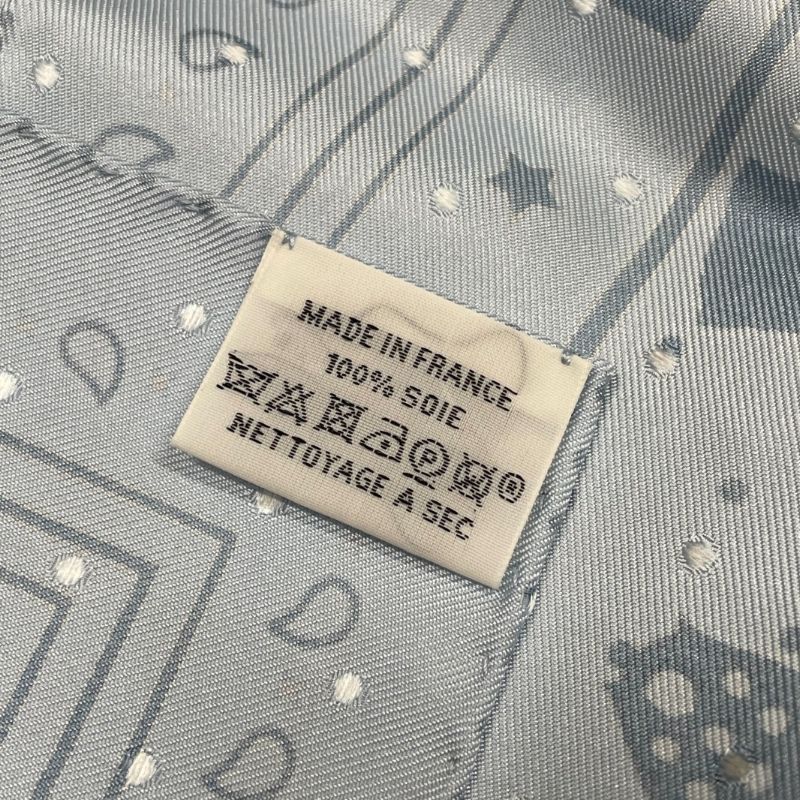 MADE IN FRANCE
100% SOIE
P W ®
NETTOYAGE À SEC